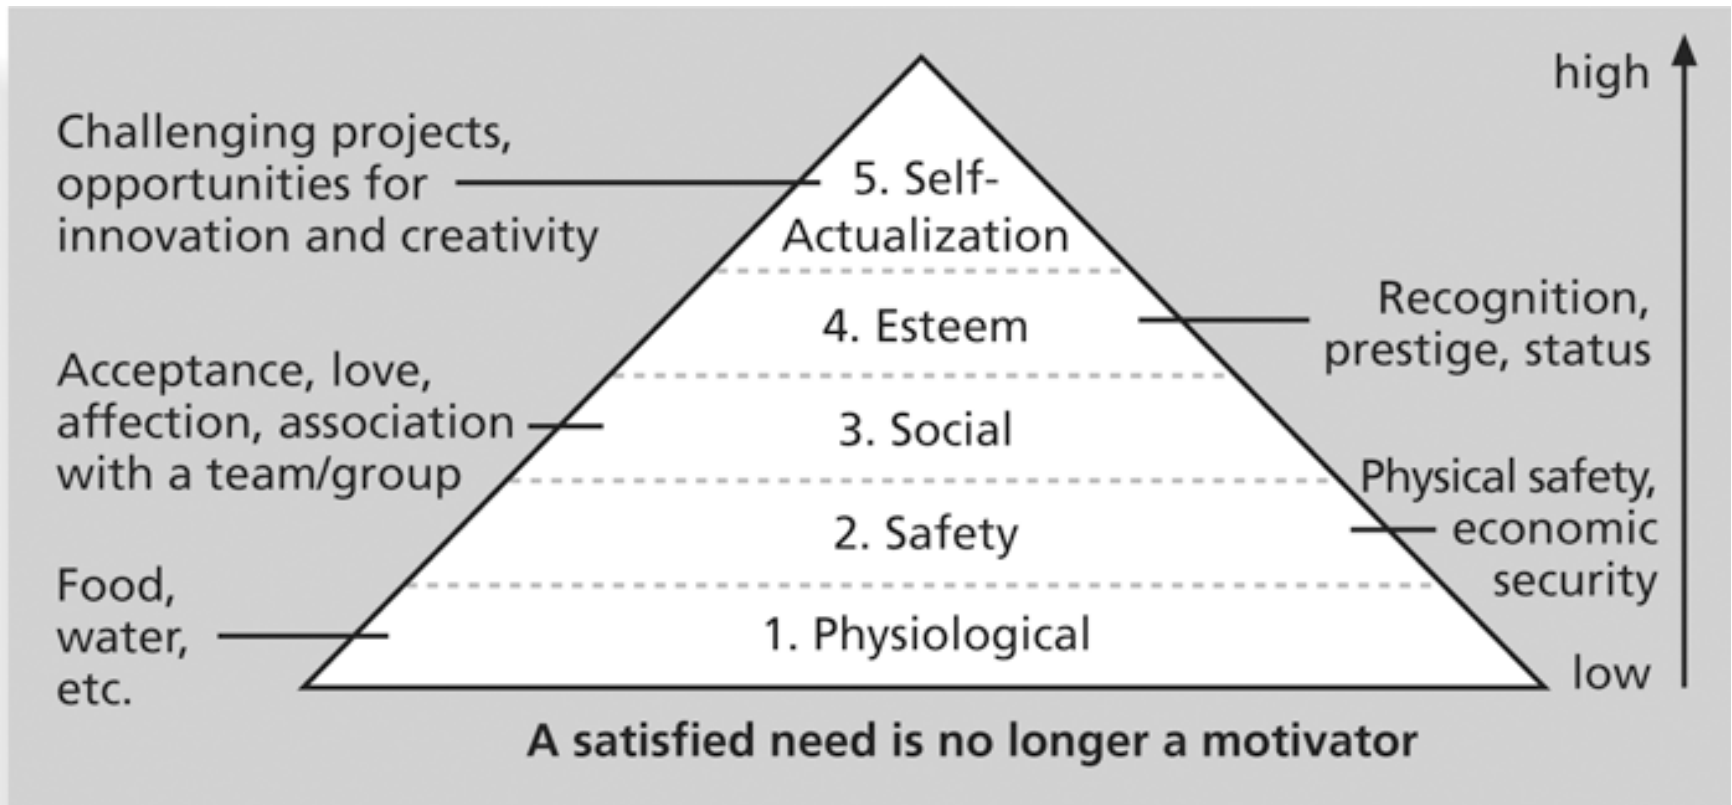 high
Challenging projects,
opportunities for
innovation and creativity
5. Self-
Actualization
Recognition,
prestige, status
4. Esteem
Acceptance, love,
affection, association
with a team/group
3. Social
Physical safety,
economic
security
2. Safety
Food,
water,
etc.
1. Physiological
low
A satisfied need is no longer a motivator